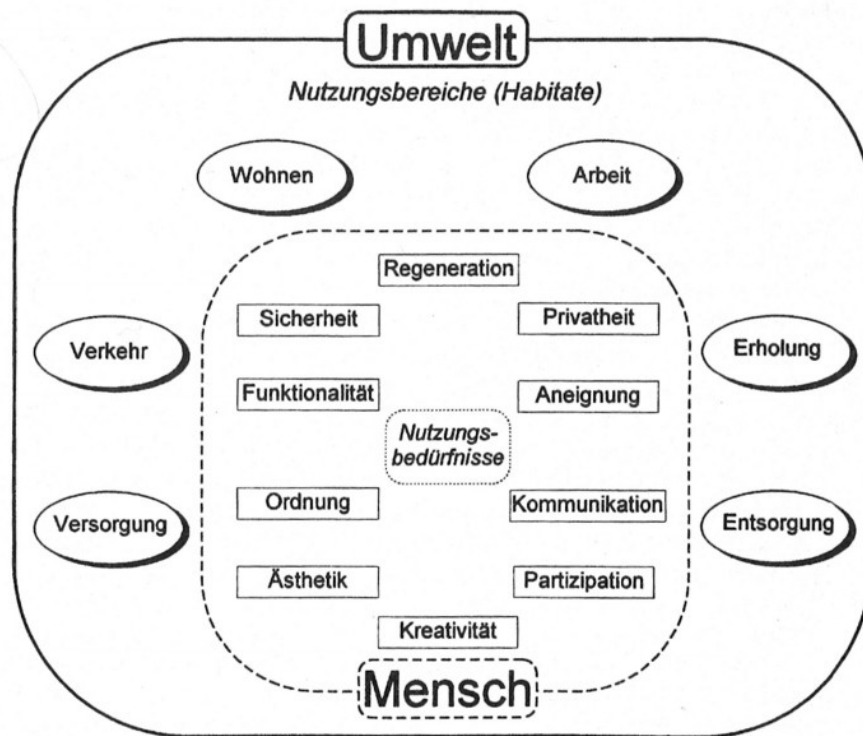 Umwelt
Nutzungsbereiche (Habitate)
Wohnen
Arbeit
Regeneration
Sicherheit
Privatheit
Verkehr
Erholung
Funktionalität
Aneignung
Nutzungs-
bedürfnisse
Ordnung
Kommunikation
Versorgung
Entsorgung
Ästhetik
Partizipation
Kreativität
Mensch